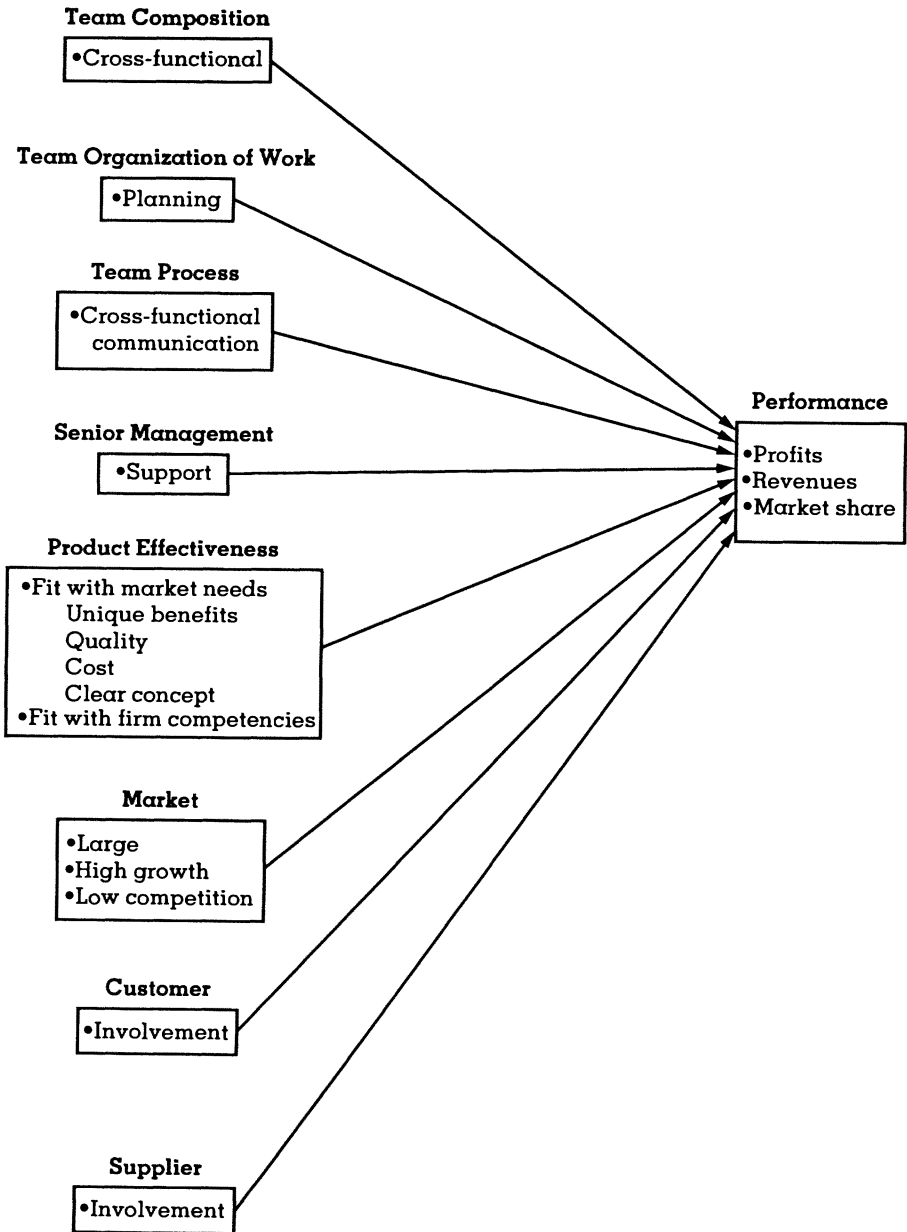 Team Composition
•Cross-functional
Team Organization of Work
•Planning
Team Process
•Cross-functional
communication
Senior Management
•Support
Product Effectiveness
•Fit with market needs
Unique benefits
Quality
Cost
Clear concept
•Fit with firm competencies
Market
•Large
•High growth
•Low competition
Customer
•Involvement
Supplier
•Involvement
Performance
•Profits
•Revenues
•Market share